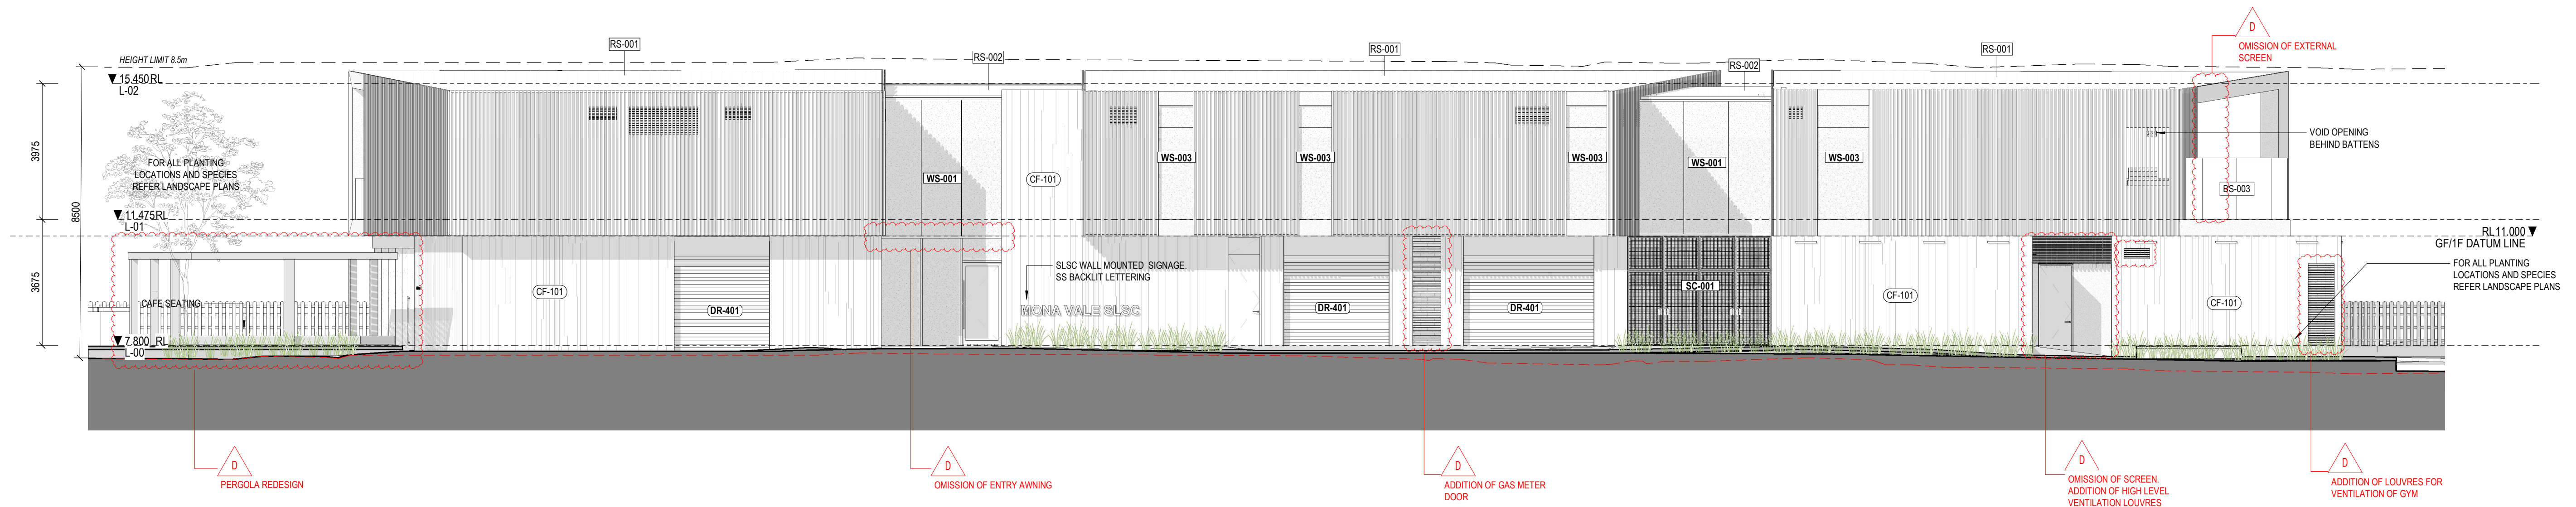 D
OMISSION OF EXTERNAL
SCREEN
HEIGHT LIMIT 8.5m
RS-001
RS-002
RS-001
RS-002
RS-001
15.450RL
L-02
3975
FOR ALL PLANTING
LOCATIONS AND SPECIES
REFER LANDSCAPE PLANS
VOID OPENING
BEHIND BATTENS
WS-001
CF-101
WS-003
WS-003
WS-003
WS-001
WS-003
BS-003
8500
11.475RL
L-01
RL11.000
GF/1F DATUM LINE
3675
CAFE SEATING
CF-101
DR-401
SLSC WALL MOUNTED SIGNAGE.
SS BACKLIT LETTERING
MONA VALE SLSC
DR-401
DR-401
SC-001
CF-101
CF-101
FOR ALL PLANTING
LOCATIONS AND SPECIES
REFER LANDSCAPE PLANS
7.800 RL
L-00
D
PERGOLA REDESIGN
D
OMISSION OF ENTRY AWNING
D
ADDITION OF GAS METER
DOOR
D
OMISSION OF SCREEN.
ADDITION OF HIGH LEVEL
VENTILATION LOUVRES
D
ADDITION OF LOUVRES FOR
VENTILATION OF GYM